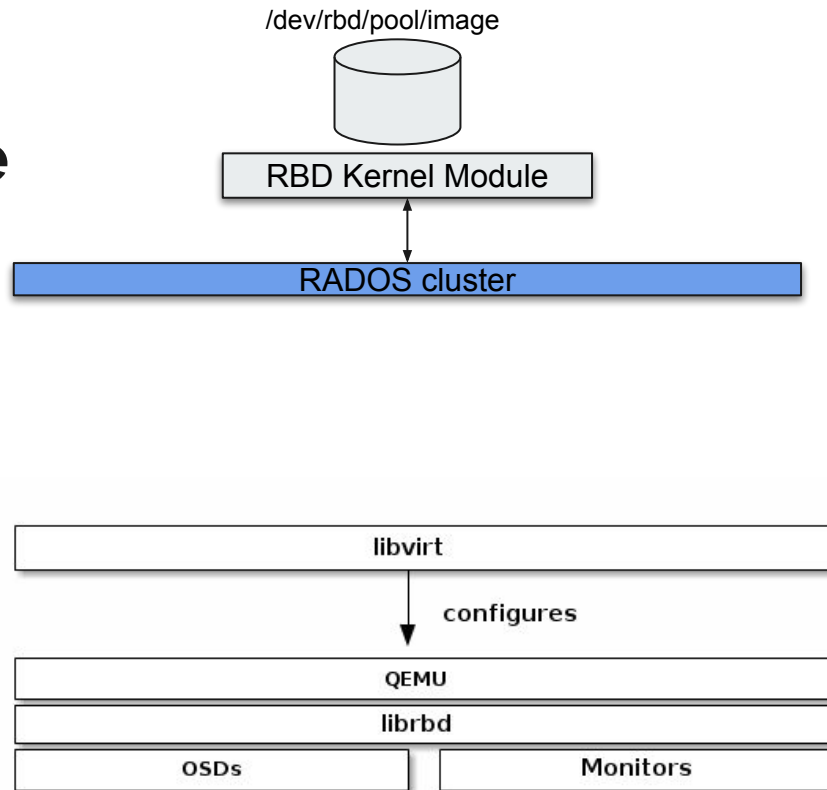 /dev/rbd/pool/image
e
RBD Kernel Module
RADOS cluster
libvirt
configures
QEMU
librbd
OSDs
Monitors